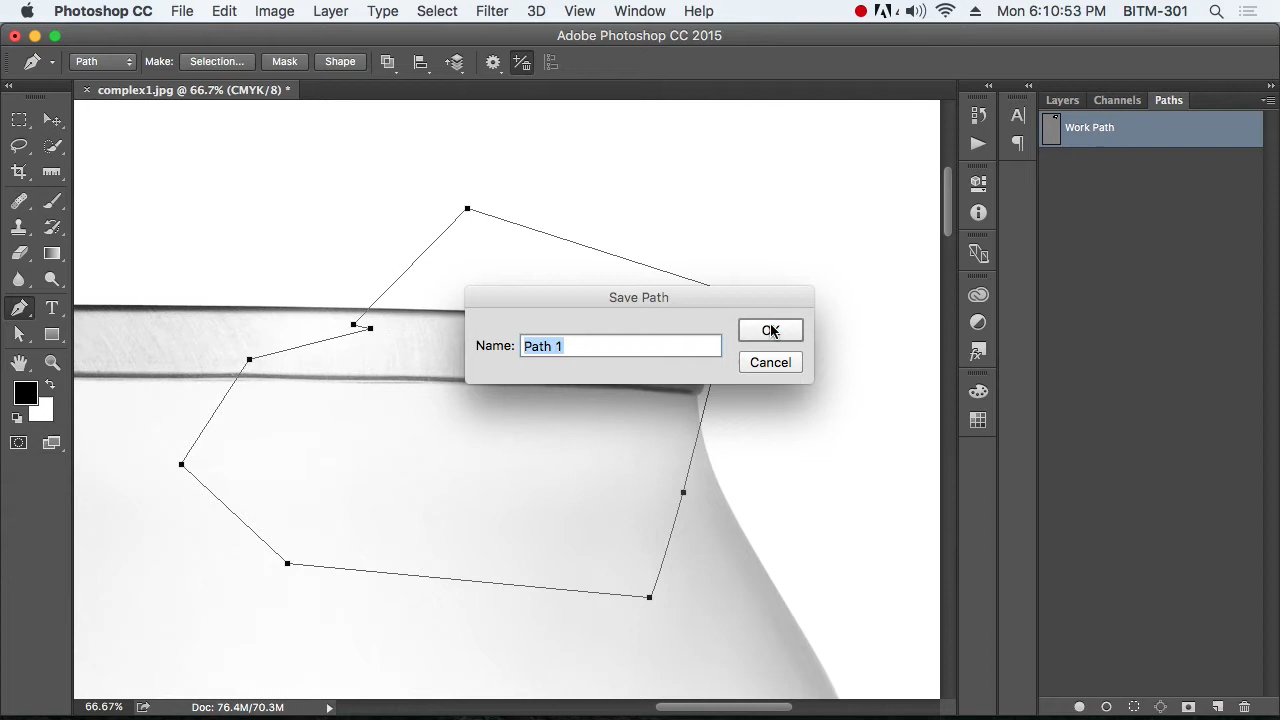 Photoshop CC File Edit Image Layer Type Select Filter 3D View Window Help Mon 6:10:53 PM BITM-301
Adobe Photoshop CC 2015
Path Make: Selection... Mask Shape
complex1.jpg @ 66.7% (CMYK/8) *
Layers Channels Paths
Work Path
Save Path
Name: Path 1
OK
Cancel
66.67% Doc: 76.4M/70.3M